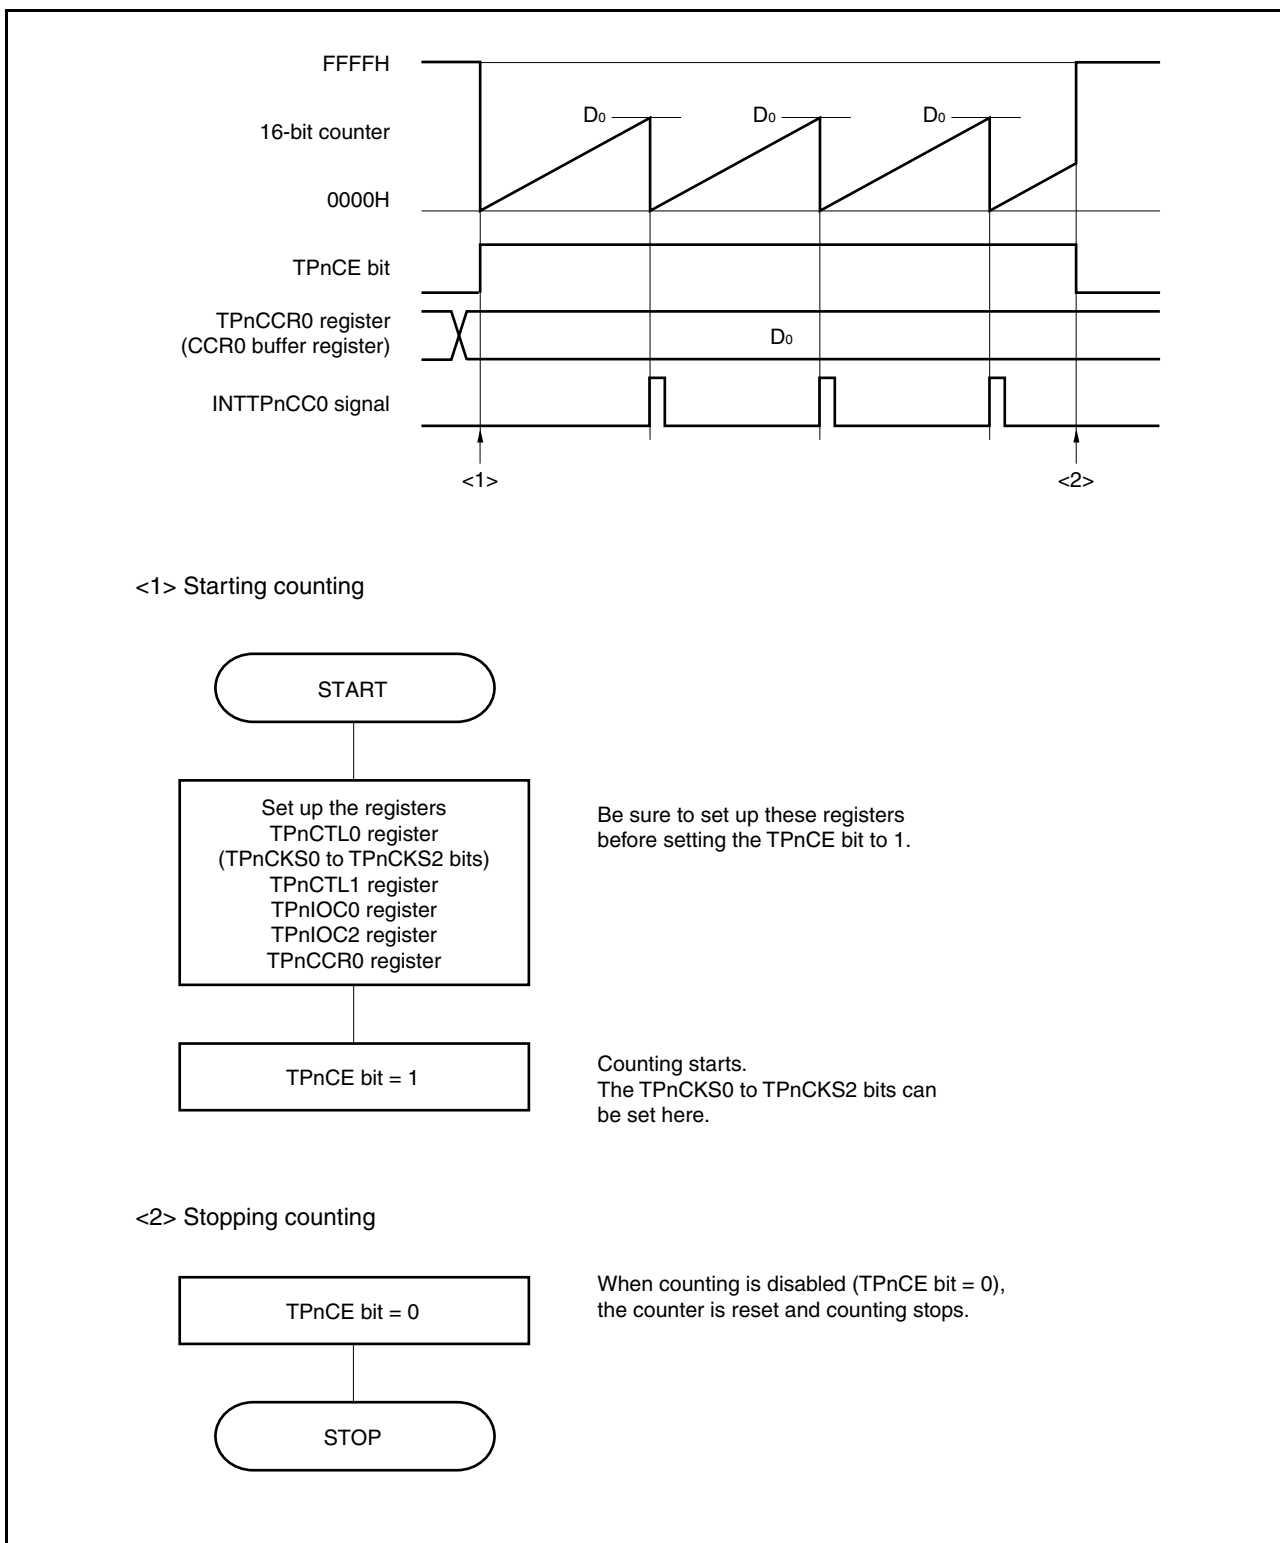 FFFFH
D0 D0 D0
16-bit counter
0000H
TPnCE bit
TPnCCR0 register
(CCR0 buffer register)
D0
INTTPnCC0 signal
<1> <2>
<1> Starting counting
START
Set up the registers
TPnCTL0 register
(TPnCKS0 to TPnCKS2 bits)
TPnCTL1 register
TPnIOC0 register
TPnIOC2 register
TPnCCR0 register
Be sure to set up these registers
before setting the TPnCE bit to 1.
TPnCE bit = 1
Counting starts.
The TPnCKS0 to TPnCKS2 bits can
be set here.
<2> Stopping counting
TPnCE bit = 0
When counting is disabled (TPnCE bit = 0),
the counter is reset and counting stops.
STOP